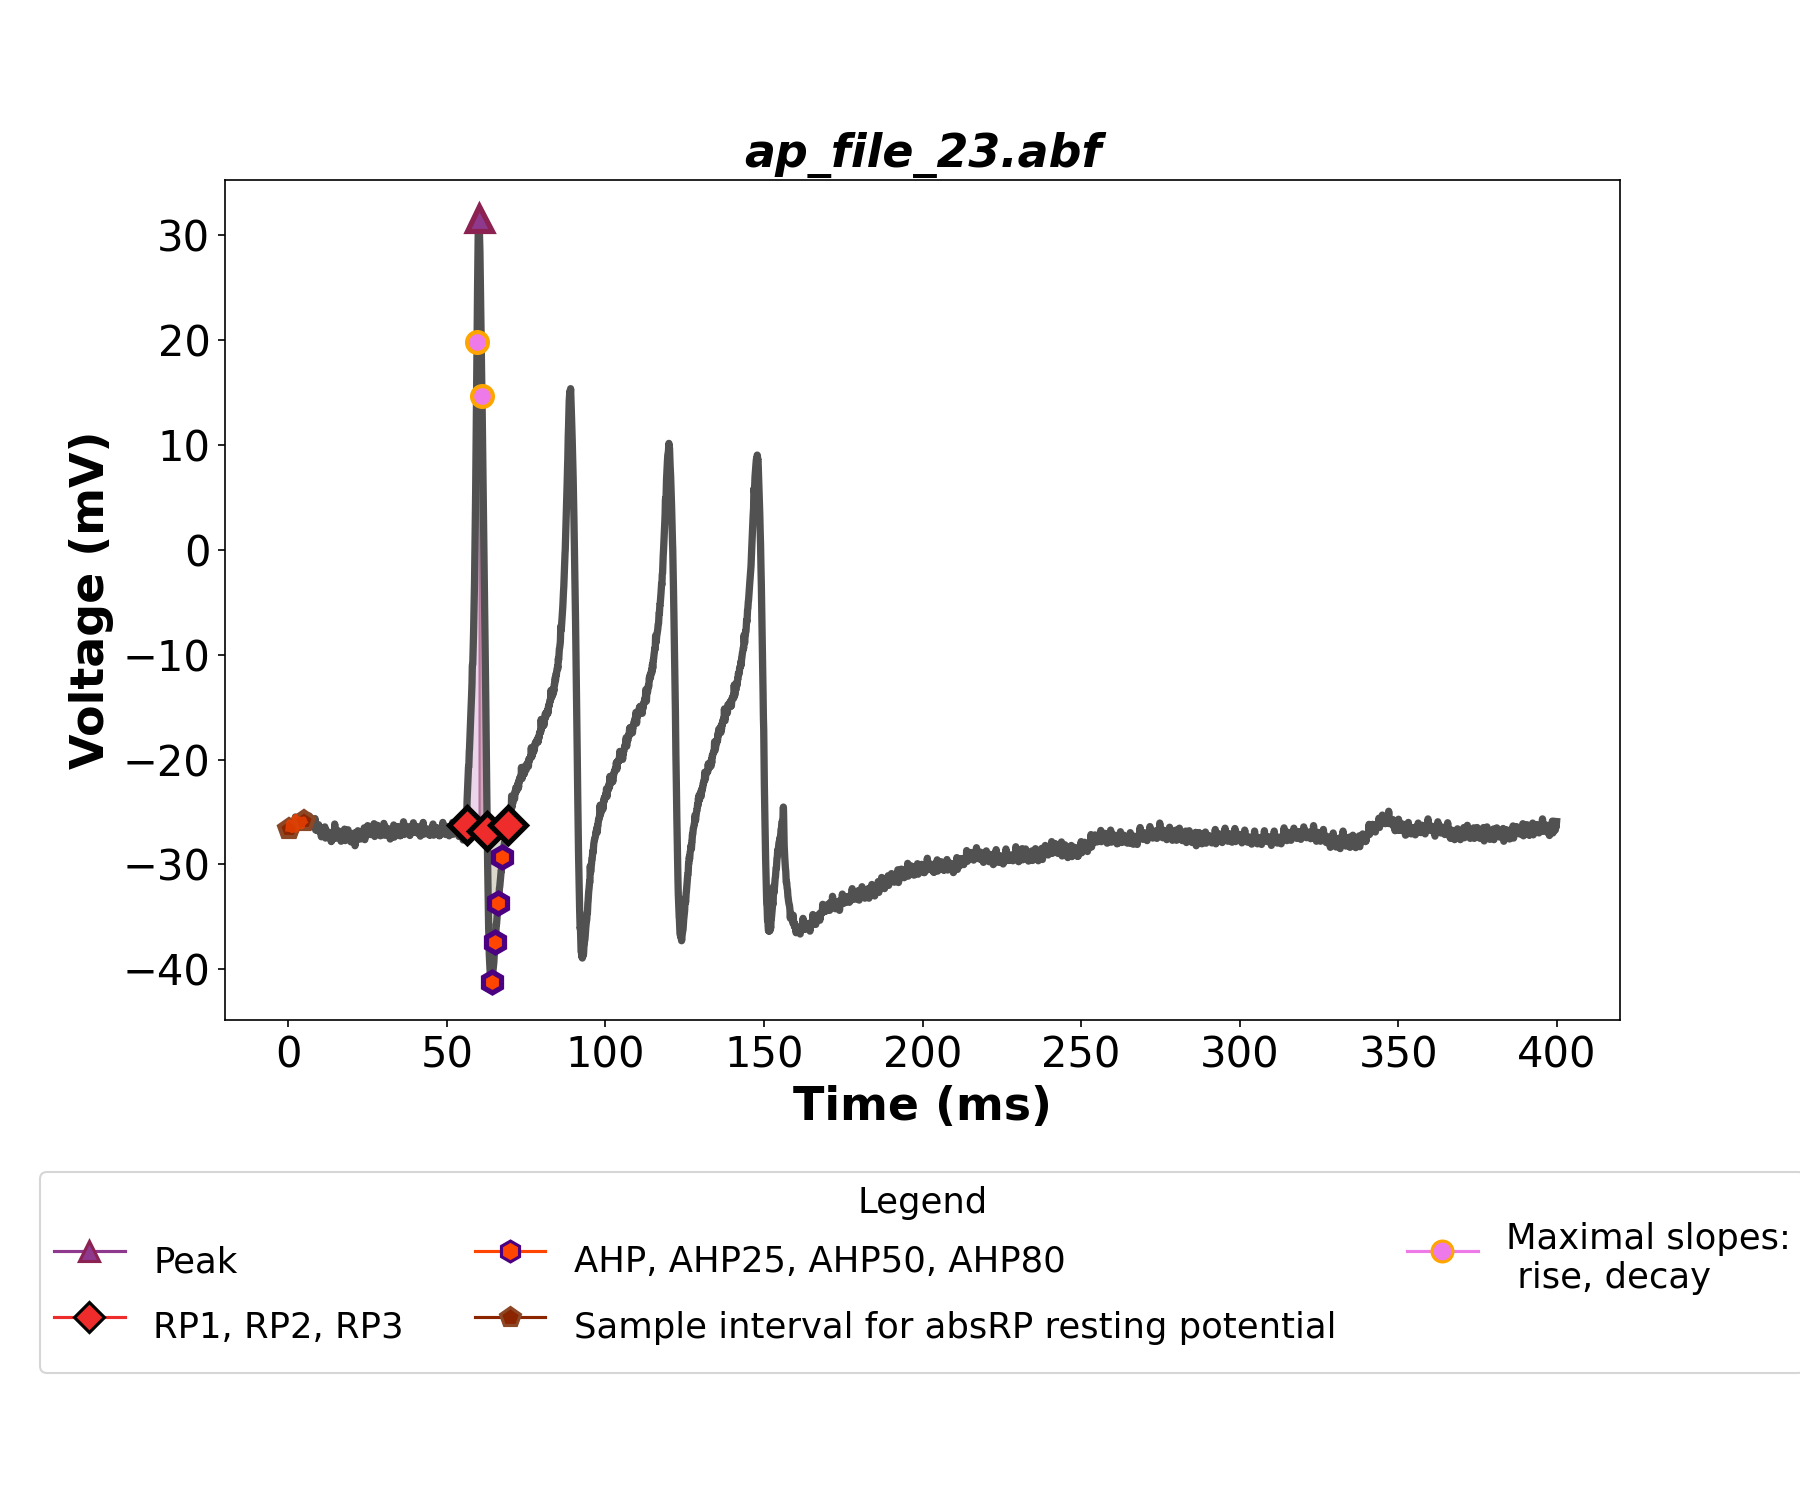 ap_file_23.abf
30
20
10
0
−10
−20
−30
−40
Voltage (mV)
0 50 100 150 200 250 300 350 400
Time (ms)
Legend
Peak
RP1, RP2, RP3
AHP, AHP25, AHP50, AHP80
Sample interval for absRP resting potential
Maximal slopes:
rise, decay